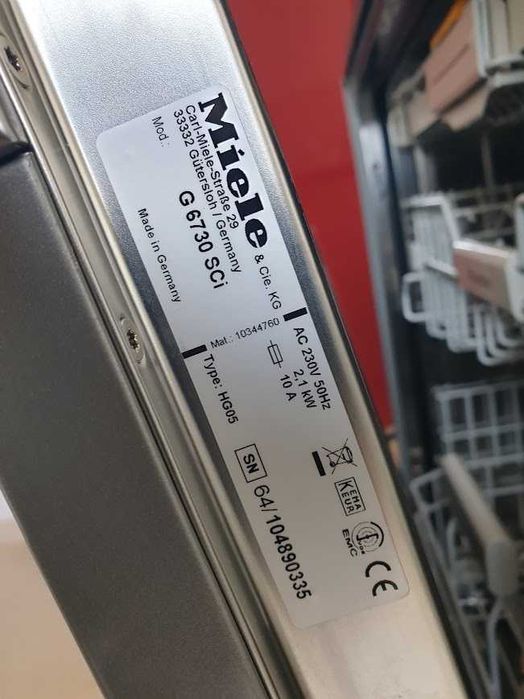 Miele & Cie. KG
Carl-Miele-Straße 29
33332 Gütersloh / Germany
Mod.: G 6730 SCi
Made in Germany
Mat.: 10344760
AC 230V 50Hz
2,1 kW
10 A
Type: HG05
SN 64/104890335
KEMA
KEUR
EMC
CE